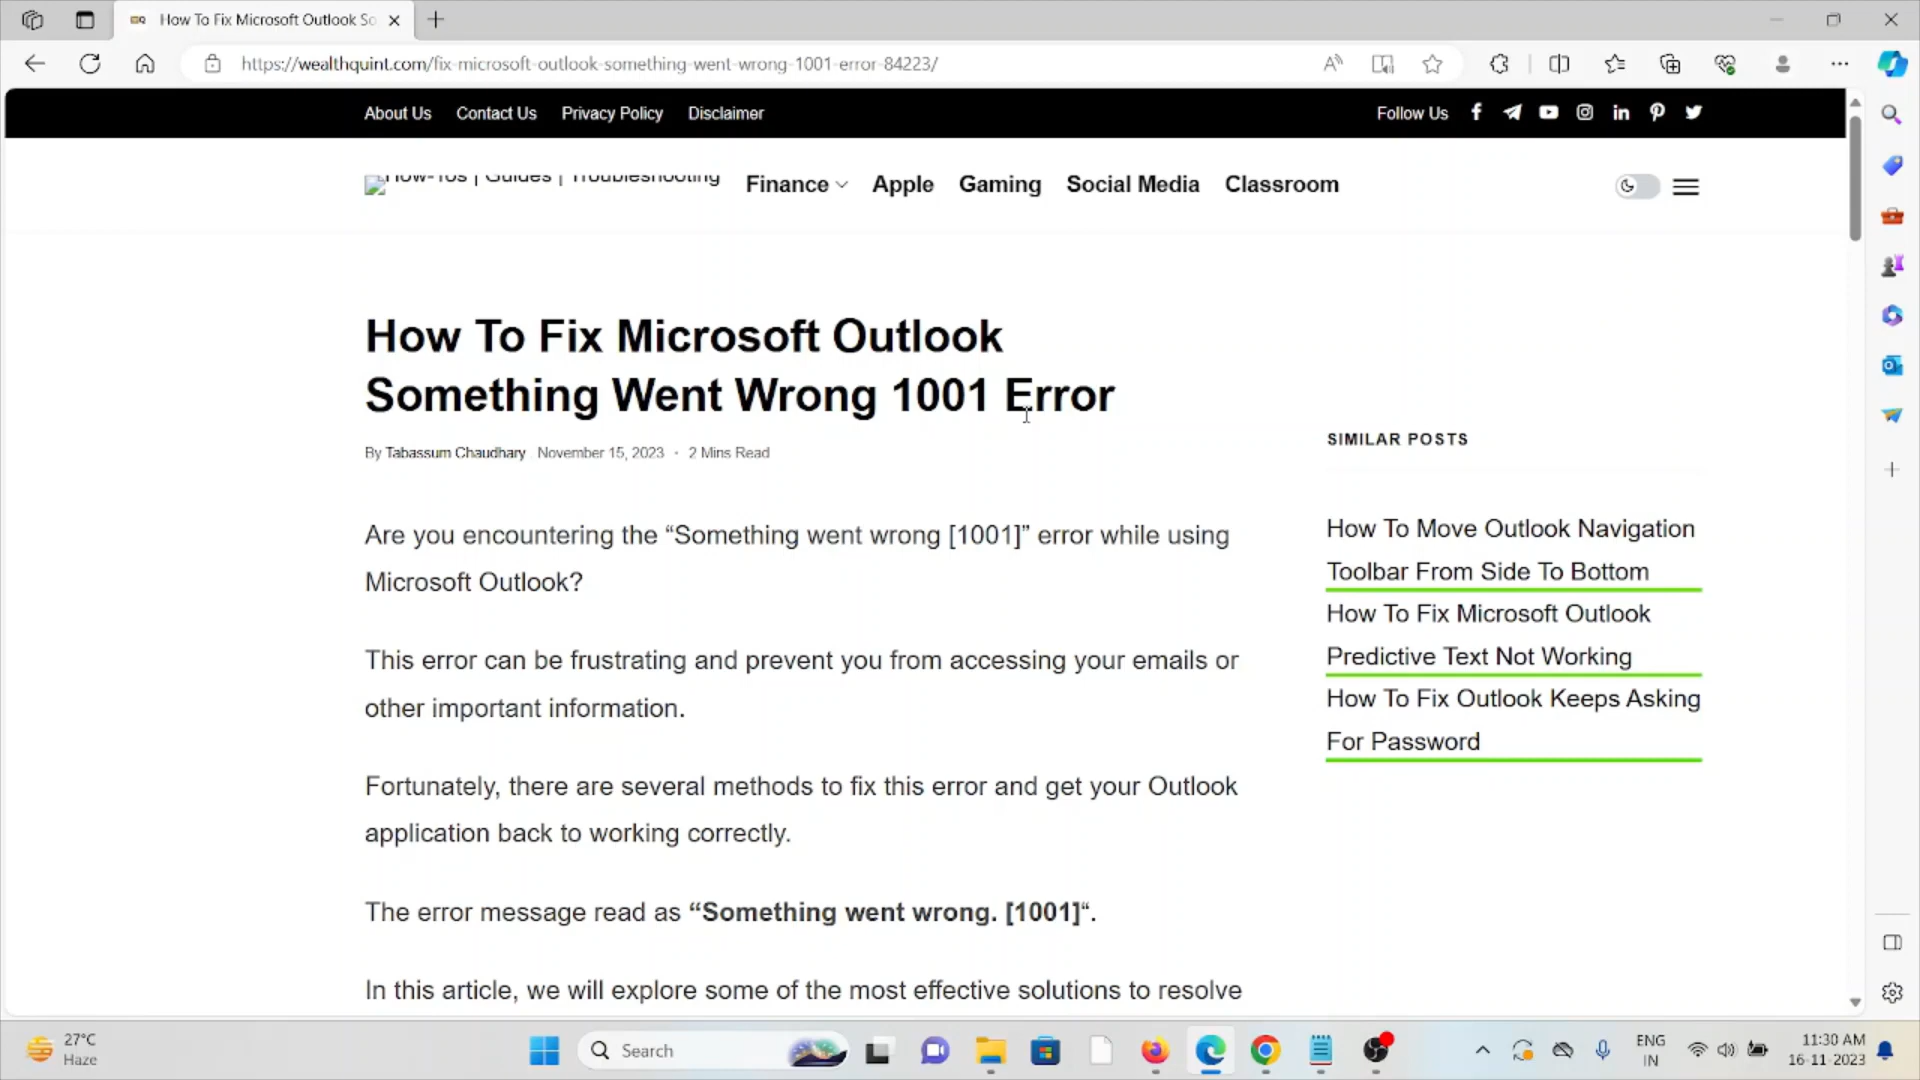 How To Fix Microsoft Outlook So
https://wealthquint.com/fix-microsoft-outlook-something-went-wrong-1001-error-84223/
About Us Contact Us Privacy Policy Disclaimer Follow Us
How-Tos | Guides | Troubleshooting Finance Apple Gaming Social Media Classroom
How To Fix Microsoft Outlook
Something Went Wrong 1001 Error
By Tabassum Chaudhary November 15, 2023 · 2 Mins Read
Are you encountering the “Something went wrong [1001]” error while using
Microsoft Outlook?
This error can be frustrating and prevent you from accessing your emails or
other important information.
Fortunately, there are several methods to fix this error and get your Outlook
application back to working correctly.
The error message read as “Something went wrong. [1001]“.
In this article, we will explore some of the most effective solutions to resolve
SIMILAR POSTS
How To Move Outlook Navigation
Toolbar From Side To Bottom
How To Fix Microsoft Outlook
Predictive Text Not Working
How To Fix Outlook Keeps Asking
For Password
27°C
Haze
Search
ENG
IN
11:30 AM
16-11-2023